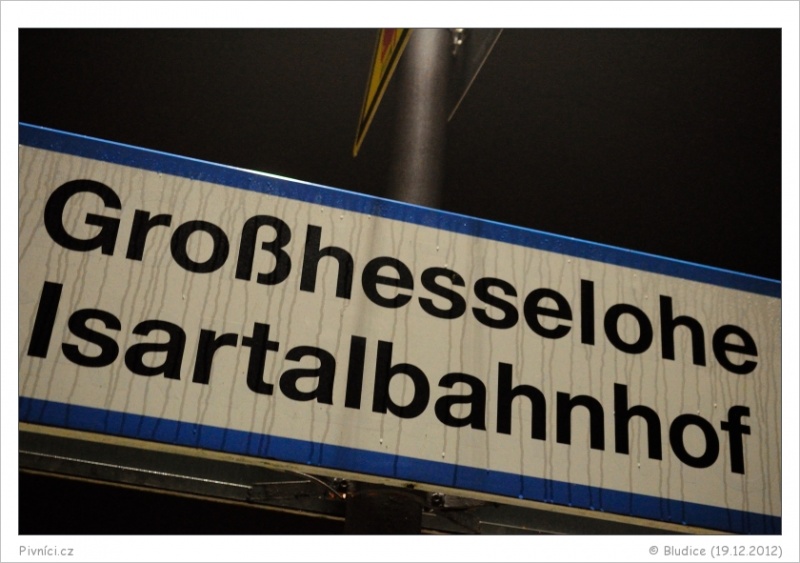 Großhesselohe
Isartalbahnhof
Pivníci.cz
© Bludice (19.12.2012)